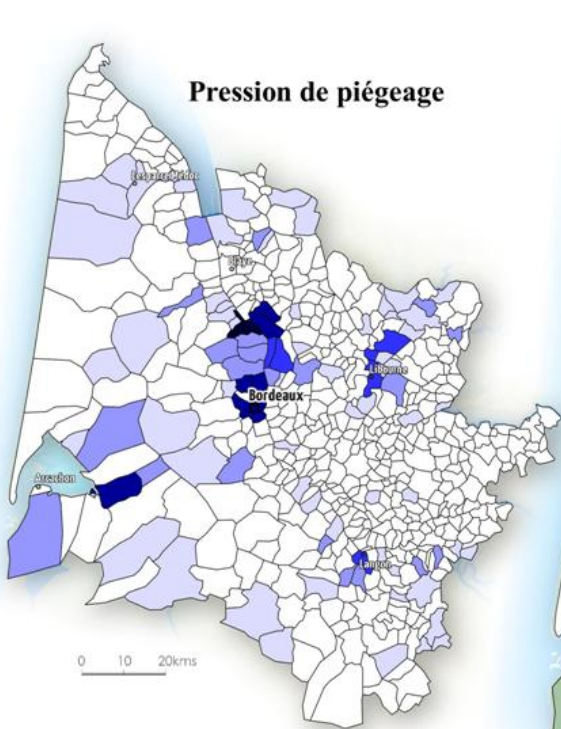 Pression de piégeage
Lesparre-Médoc
Blaye
Libourne
Bordeaux
Arcachon
Langon
0 10 20kms